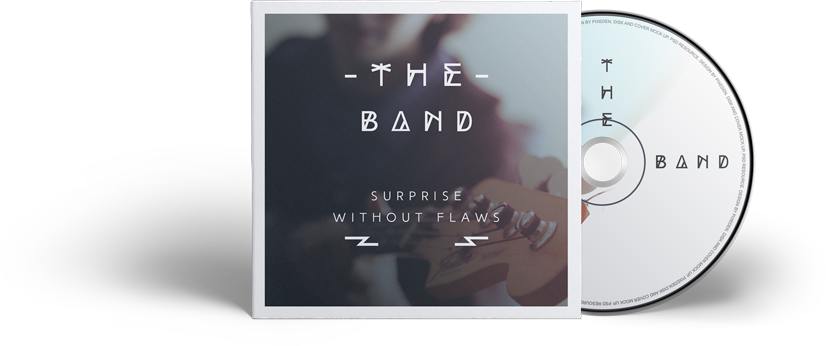 -THE-
BAND
SURPRISE
WITHOUT FLAWS
THE
BAND
BY PIXEDEN. DISK AND COVER MOCK UP. PSD RESOURCE. DESIGN BY PIXEDEN. DISK AND COVER MOCK UP. PSD RESOURCE. DESIGN BY PIXEDEN. DISK AND COVER MOCK UP. PSD RESOURCE